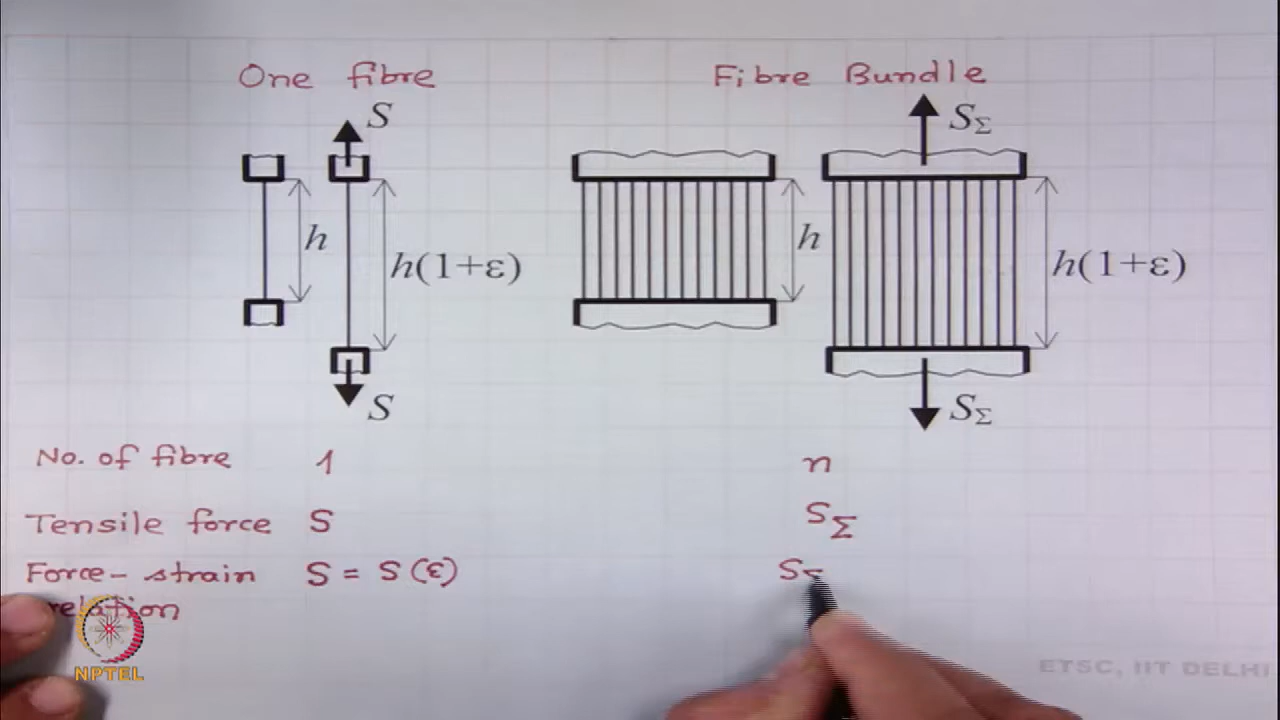 One fibre
Fibre Bundle
S
S_Σ
h
h(1+ε)
h
h(1+ε)
S
S_Σ
No. of fibre 1 n
Tensile force S S_Σ
Force-strain S = S(ε) S_Σ
relation
NPTEL
ETSC, IIT DELHI